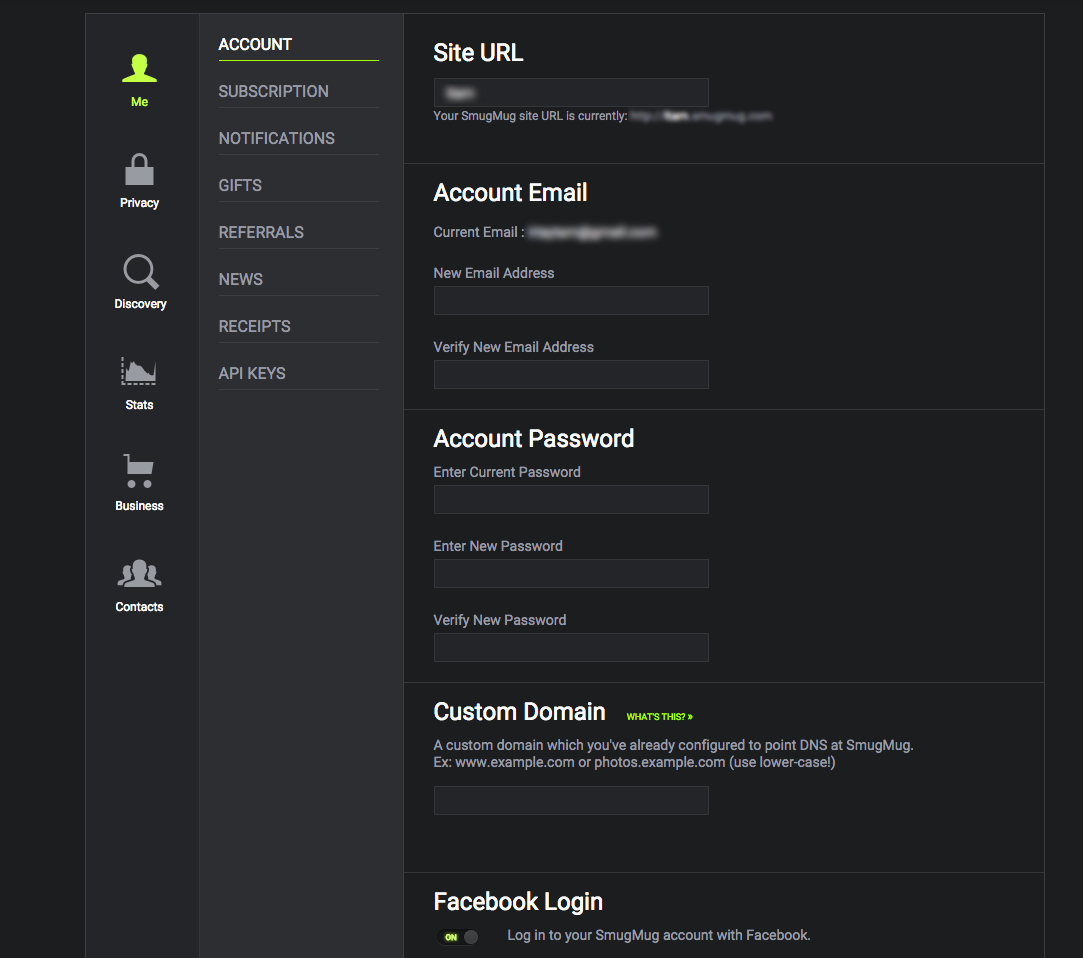 Me
Privacy
Discovery
Stats
Business
Contacts
ACCOUNT
SUBSCRIPTION
NOTIFICATIONS
GIFTS
REFERRALS
NEWS
RECEIPTS
API KEYS
Site URL
Your SmugMug site URL is currently:
Account Email
Current Email :
New Email Address
Verify New Email Address
Account Password
Enter Current Password
Enter New Password
Verify New Password
Custom Domain WHAT'S THIS? »
A custom domain which you've already configured to point DNS at SmugMug.
Ex: www.example.com or photos.example.com (use lower-case!)
Facebook Login
ON Log in to your SmugMug account with Facebook.